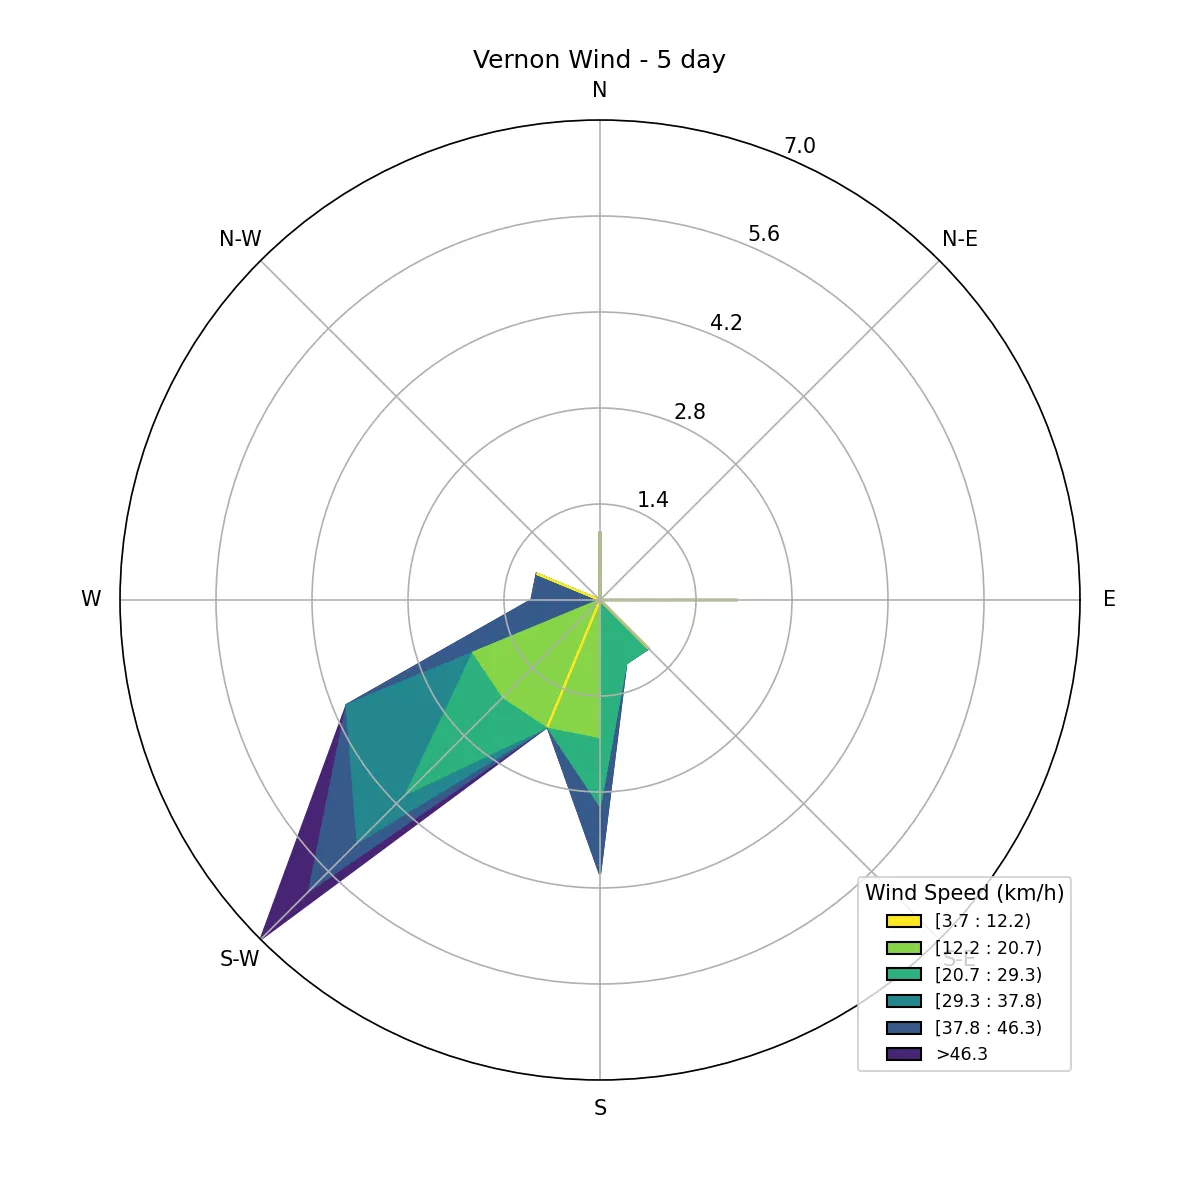 Vernon Wind - 5 day
N
7.0
5.6
N-W
N-E
4.2
2.8
1.4
W
E
Wind Speed (km/h)
[3.7 : 12.2)
[12.2 : 20.7)
S-W
S-E
[20.7 : 29.3)
[29.3 : 37.8)
[37.8 : 46.3)
>46.3
S